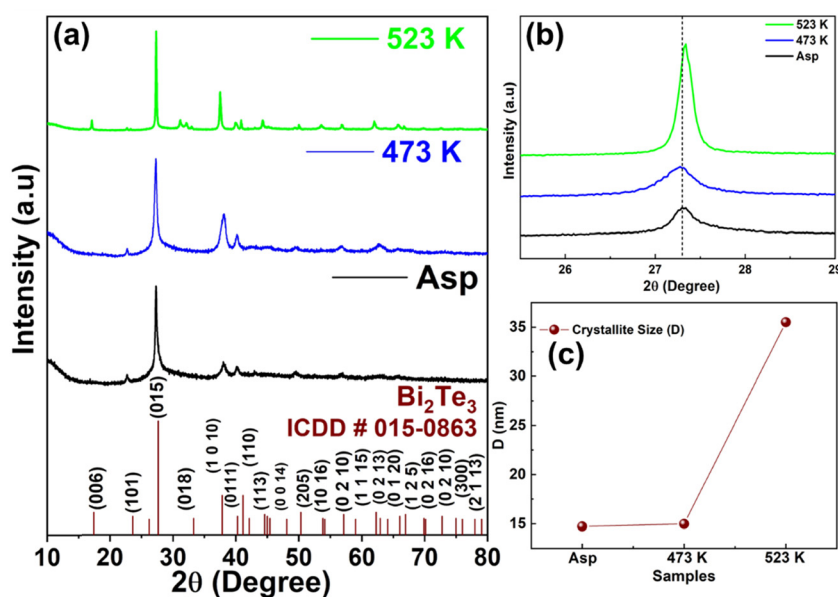 (a)
523 K
473 K
Asp
Intensity (a.u)
Bi₂Te₃
ICDD # 015-0863
(006)
(101)
(015)
(018)
(1 0 10)
(0111)
(110)
(0 0 14)
(113)
(205)
(10 16)
(0 2 10)
(1 1 15)
(0 2 13)
(0 1 20)
(1 2 5)
(0 2 16)
(0 2 10)
(300)
(2 1 13)
10 20 30 40 50 60 70 80
2θ (Degree)
(b)
523 K
473 K
Asp
Intensity (a.u)
26 27 28 29
2θ (Degree)
Crystallite Size (D)
(c)
35
30
25
20
15
D (nm)
Asp 473 K 523 K
Samples